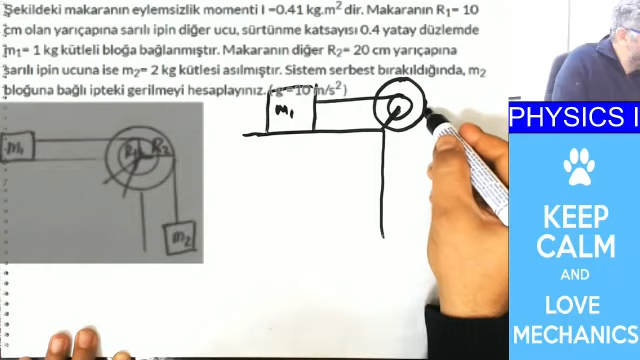 Şekildeki makaranın eylemsizlik momenti I =0.41 kg.m² dir. Makaranın R₁= 10
cm olan yarıçapına sarılı ipin diğer ucu, sürtünme katsayısı 0.4 yatay düzlemde
m₁= 1 kg kütleli bloğa bağlanmıştır. Makaranın diğer R₂= 20 cm yarıçapına
sarılı ipin ucuna ise m₂= 2 kg kütlesi asılmıştır. Sistem serbest bırakıldığında, m₂
bloğuna bağlı ipteki gerilmeyi hesaplayınız. ( g =10 m/s²)
m₁
m₁
R₁ R₂
m₂
PHYSICS I
KEEP
CALM
AND
LOVE
MECHANICS